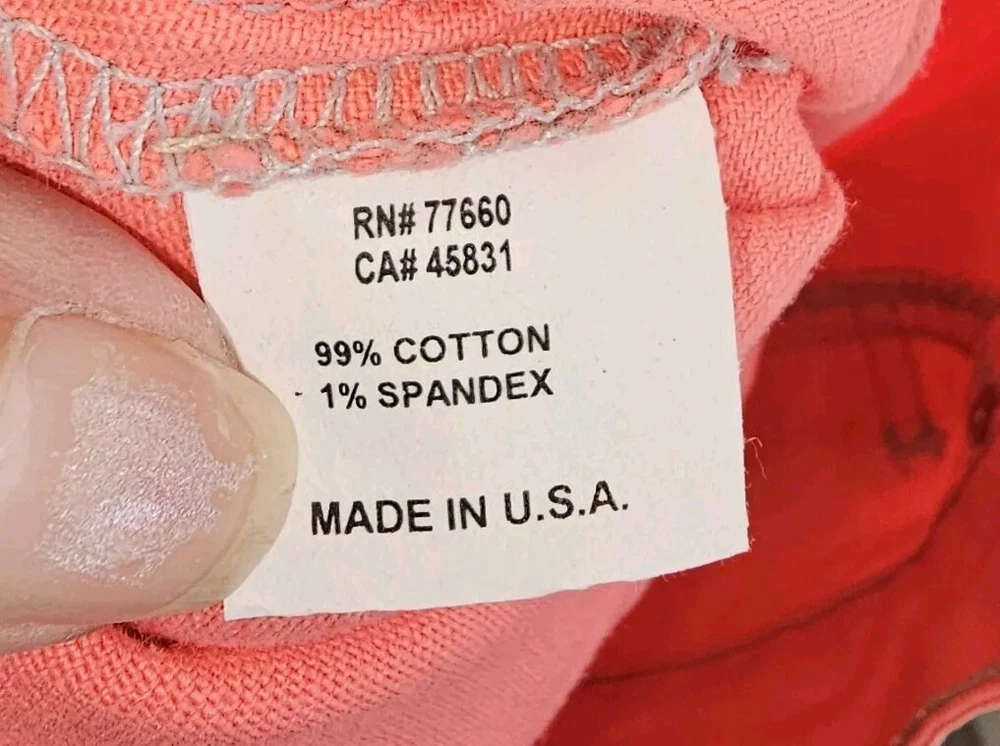 RN# 77660
CA# 45831
99% COTTON
1% SPANDEX
MADE IN U.S.A.